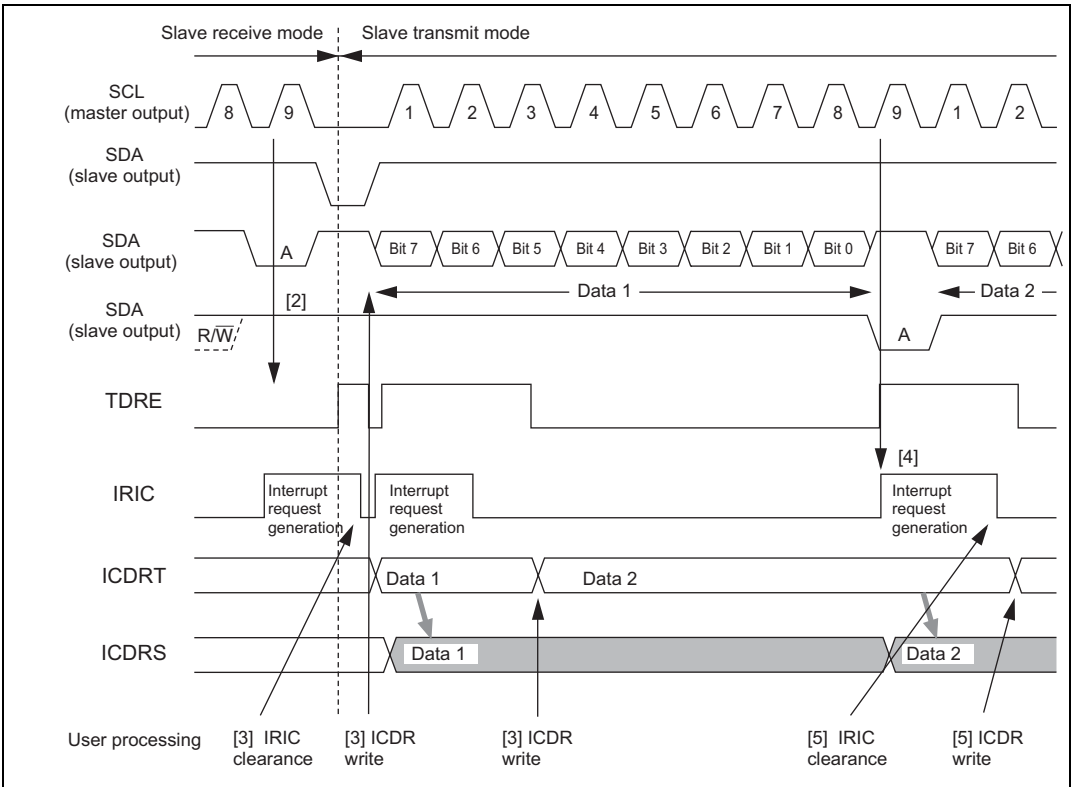 Slave receive mode Slave transmit mode
SCL
(master output)
8 9 1 2 3 4 5 6 7 8 9 1 2
SDA
(slave output)
SDA
(slave output)
A Bit 7 Bit 6 Bit 5 Bit 4 Bit 3 Bit 2 Bit 1 Bit 0 Bit 7 Bit 6
[2] Data 1 Data 2
SDA
(slave output)
R/W̅ A
TDRE
[4]
IRIC
Interrupt
request
generation
Interrupt
request
generation
Interrupt
request
generation
ICDRT Data 1 Data 2
ICDRS Data 1 Data 2
User processing
[3] IRIC
clearance
[3] ICDR
write
[3] ICDR
write
[5] IRIC
clearance
[5] ICDR
write